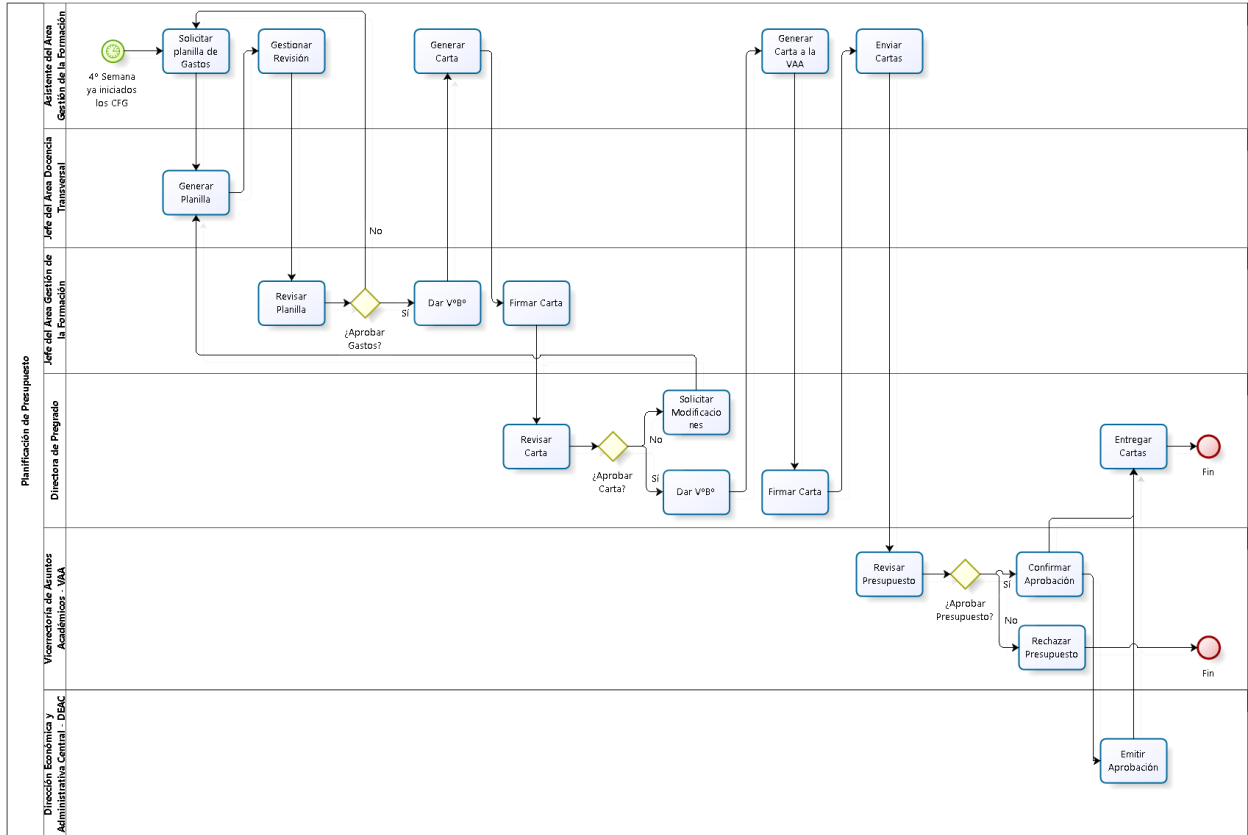 Planificación de Presupuesto
Asistente del Area
Gestión de la Formación
4º Semana
ya iniciados
los CFG
Solicitar
planilla de
Gastos
Gestionar
Revisión
Generar
Carta
Generar
Carta a la
VAA
Enviar
Cartas
Jefe del Area Docencia
Transversal
Generar
Planilla
No
Jefe del Area Gestión de
la Formación
Revisar
Planilla
¿Aprobar
Gastos?
Sí
Dar VºBº
Firmar Carta
Directora de Pregrado
Revisar
Carta
¿Aprobar
Carta?
No
Sí
Solicitar
Modificacio
nes
Dar VºBº
Firmar Carta
Entregar
Cartas
Fin
Vicerrectoría de Asuntos
Académicos - VAA
Revisar
Presupuesto
¿Aprobar
Presupuesto?
Sí
No
Confirmar
Aprobación
Rechazar
Presupuesto
Fin
Dirección Económica y
Administrativa Central - DEAC
Emitir
Aprobación